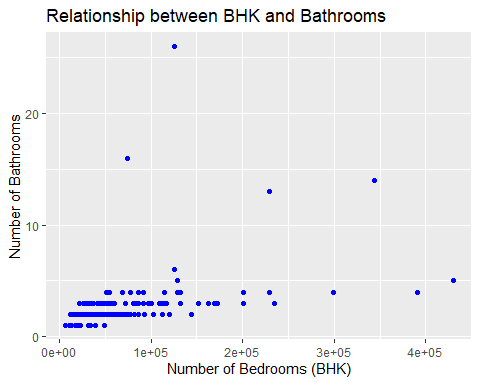 Relationship between BHK and Bathrooms
Number of Bathrooms
20
10
0
0e+00 1e+05 2e+05 3e+05 4e+05
Number of Bedrooms (BHK)